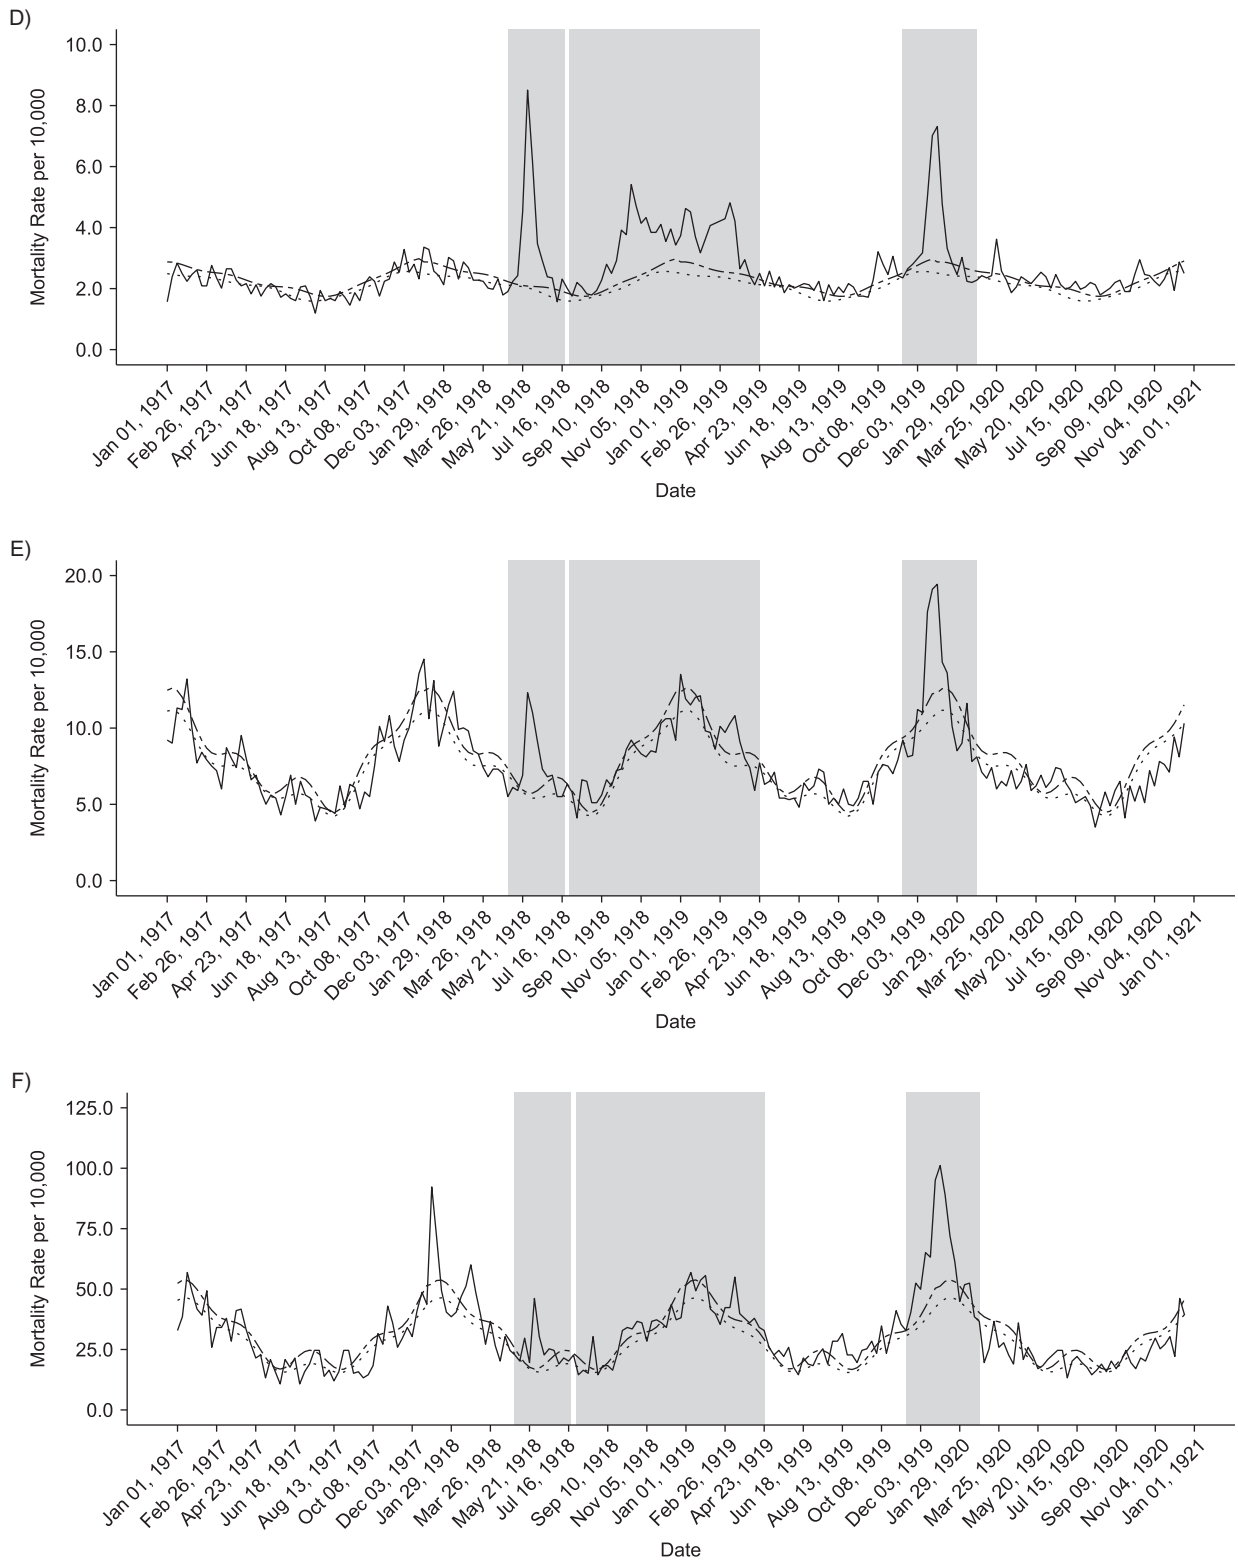 D)
10.0
8.0
6.0
4.0
2.0
0.0
Mortality Rate per 10,000
Jan 01, 1917
Feb 26, 1917
Apr 23, 1917
Jun 18, 1917
Aug 13, 1917
Oct 08, 1917
Dec 03, 1917
Jan 29, 1918
Mar 26, 1918
May 21, 1918
Jul 16, 1918
Sep 10, 1918
Nov 05, 1918
Jan 01, 1919
Feb 26, 1919
Apr 23, 1919
Jun 18, 1919
Aug 13, 1919
Oct 08, 1919
Dec 03, 1919
Jan 29, 1920
Mar 25, 1920
May 20, 1920
Jul 15, 1920
Sep 09, 1920
Nov 04, 1920
Jan 01, 1921
Date
E)
20.0
15.0
10.0
5.0
0.0
Mortality Rate per 10,000
Jan 01, 1917
Feb 26, 1917
Apr 23, 1917
Jun 18, 1917
Aug 13, 1917
Oct 08, 1917
Dec 03, 1917
Jan 29, 1918
Mar 26, 1918
May 21, 1918
Jul 16, 1918
Sep 10, 1918
Nov 05, 1918
Jan 01, 1919
Feb 26, 1919
Apr 23, 1919
Jun 18, 1919
Aug 13, 1919
Oct 08, 1919
Dec 03, 1919
Jan 29, 1920
Mar 25, 1920
May 20, 1920
Jul 15, 1920
Sep 09, 1920
Nov 04, 1920
Jan 01, 1921
Date
F)
125.0
100.0
75.0
50.0
25.0
0.0
Mortality Rate per 10,000
Jan 01, 1917
Feb 26, 1917
Apr 23, 1917
Jun 18, 1917
Aug 13, 1917
Oct 08, 1917
Dec 03, 1917
Jan 29, 1918
Mar 26, 1918
May 21, 1918
Jul 16, 1918
Sep 10, 1918
Nov 05, 1918
Jan 01, 1919
Feb 26, 1919
Apr 23, 1919
Jun 18, 1919
Aug 13, 1919
Oct 08, 1919
Dec 03, 1919
Jan 29, 1920
Mar 25, 1920
May 20, 1920
Jul 15, 1920
Sep 09, 1920
Nov 04, 1920
Jan 01, 1921
Date